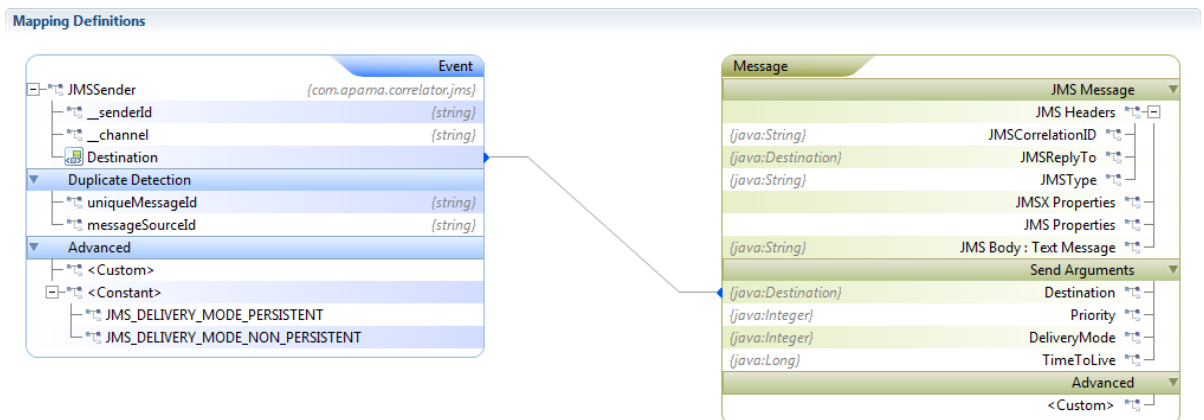 Mapping Definitions
Event
JMSSender {com.apama.correlator.jms}
__senderId {string}
__channel {string}
Destination
Duplicate Detection
uniqueMessageId {string}
messageSourceId {string}
Advanced
<Custom>
<Constant>
JMS_DELIVERY_MODE_PERSISTENT
JMS_DELIVERY_MODE_NON_PERSISTENT
Message
JMS Message
JMS Headers
{java:String} JMSCorrelationID
{java:Destination} JMSReplyTo
{java:String} JMSType
JMSX Properties
JMS Properties
{java:String} JMS Body : Text Message
Send Arguments
{java:Destination} Destination
{java:Integer} Priority
{java:Integer} DeliveryMode
{java:Long} TimeToLive
Advanced
<Custom>